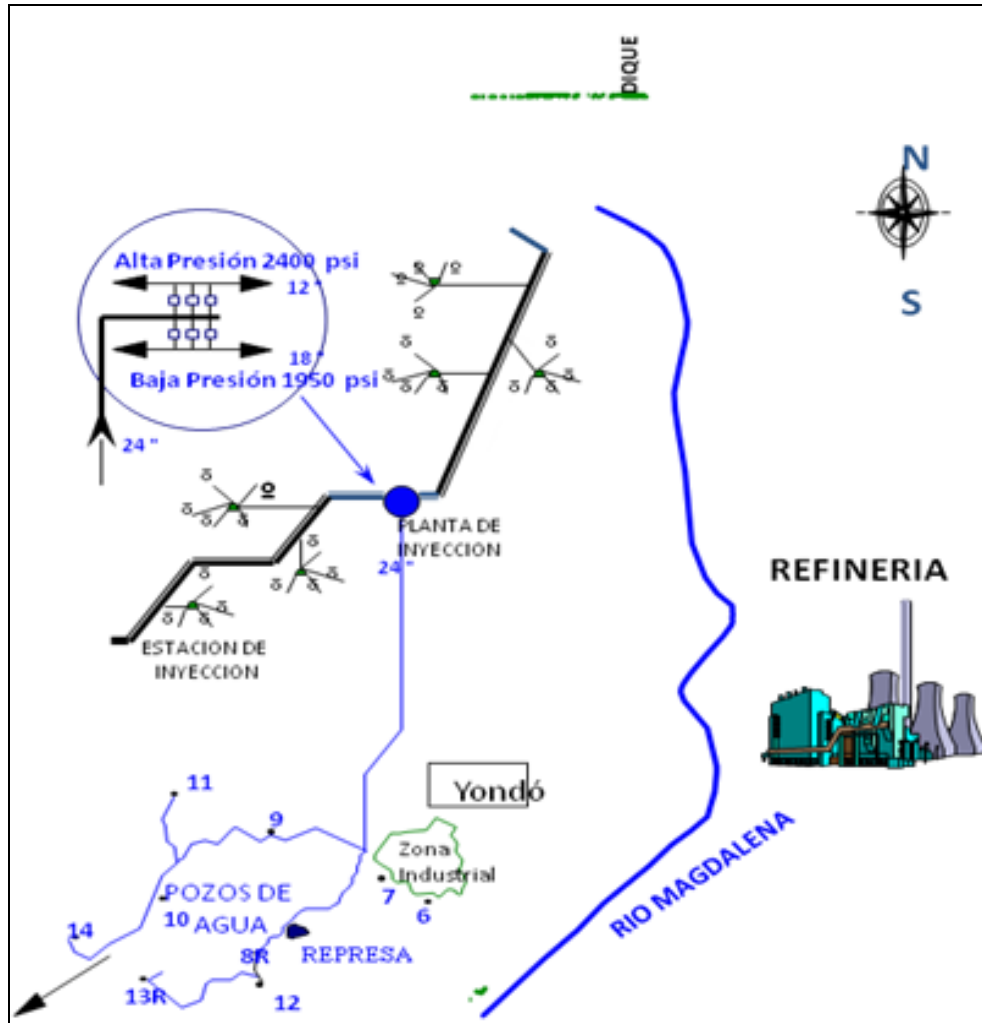 DIQUE
N
S
Alta Presión 2400 psi
12 "
18"
Baja Presión 1950 psi
24 "
PLANTA DE
INYECCION
24 "
ESTACION DE
INYECCION
REFINERIA
Yondó
Zona
Industrial
7
6
11
9
POZOS DE
10
AGUA
14
8R
REPRESA
13R
12
RIO MAGDALENA